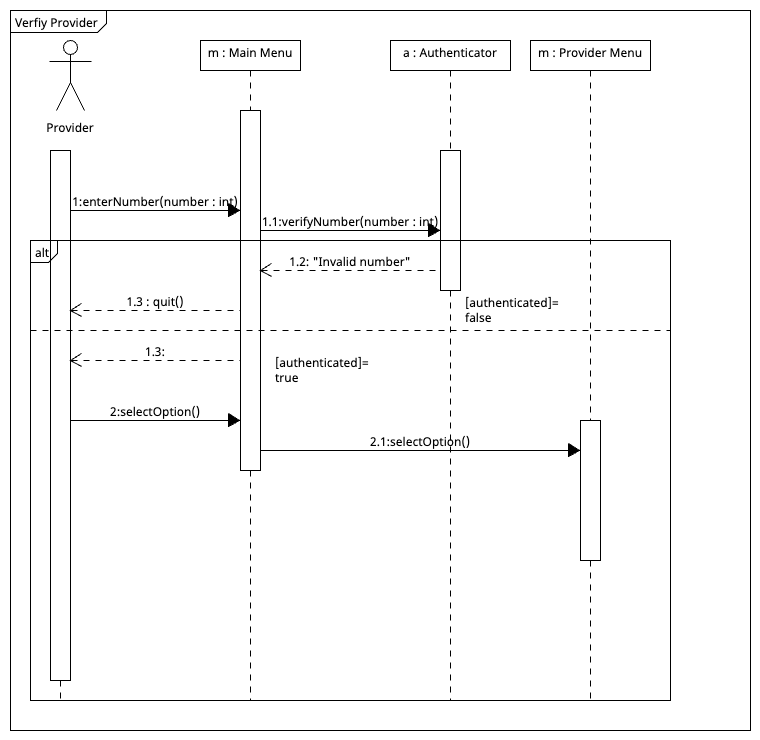 Verfiy Provider
m : Main Menu
a : Authenticator
m : Provider Menu
Provider
1:enterNumber(number : int)
1.1:verifyNumber(number : int)
alt
1.2: "Invalid number"
1.3 : quit()
[authenticated]=
false
1.3:
[authenticated]=
true
2:selectOption()
2.1:selectOption()